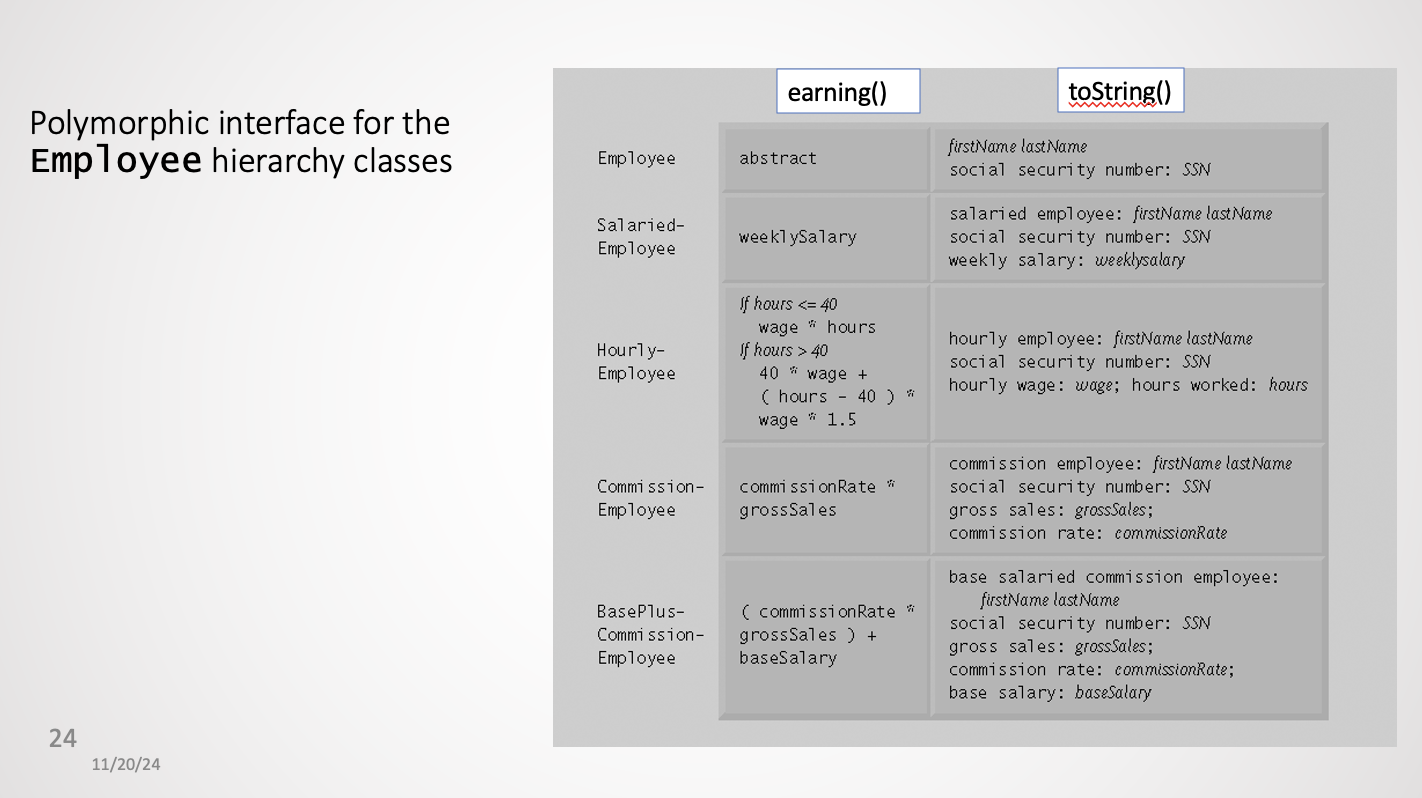 earning()
toString()
Polymorphic interface for the
Employee hierarchy classes
Employee
abstract
firstName lastName
social security number: SSN
Salaried-
Employee
weeklySalary
salaried employee: firstName lastName
social security number: SSN
weekly salary: weeklysalary
Hourly-
Employee
If hours <= 40
wage * hours
If hours > 40
40 * wage +
( hours - 40 ) *
wage * 1.5
hourly employee: firstName lastName
social security number: SSN
hourly wage: wage; hours worked: hours
Commission-
Employee
commissionRate *
grossSales
commission employee: firstName lastName
social security number: SSN
gross sales: grossSales;
commission rate: commissionRate
BasePlus-
Commission-
Employee
( commissionRate *
grossSales ) +
baseSalary
base salaried commission employee:
firstName lastName
social security number: SSN
gross sales: grossSales;
commission rate: commissionRate;
base salary: baseSalary
24
11/20/24